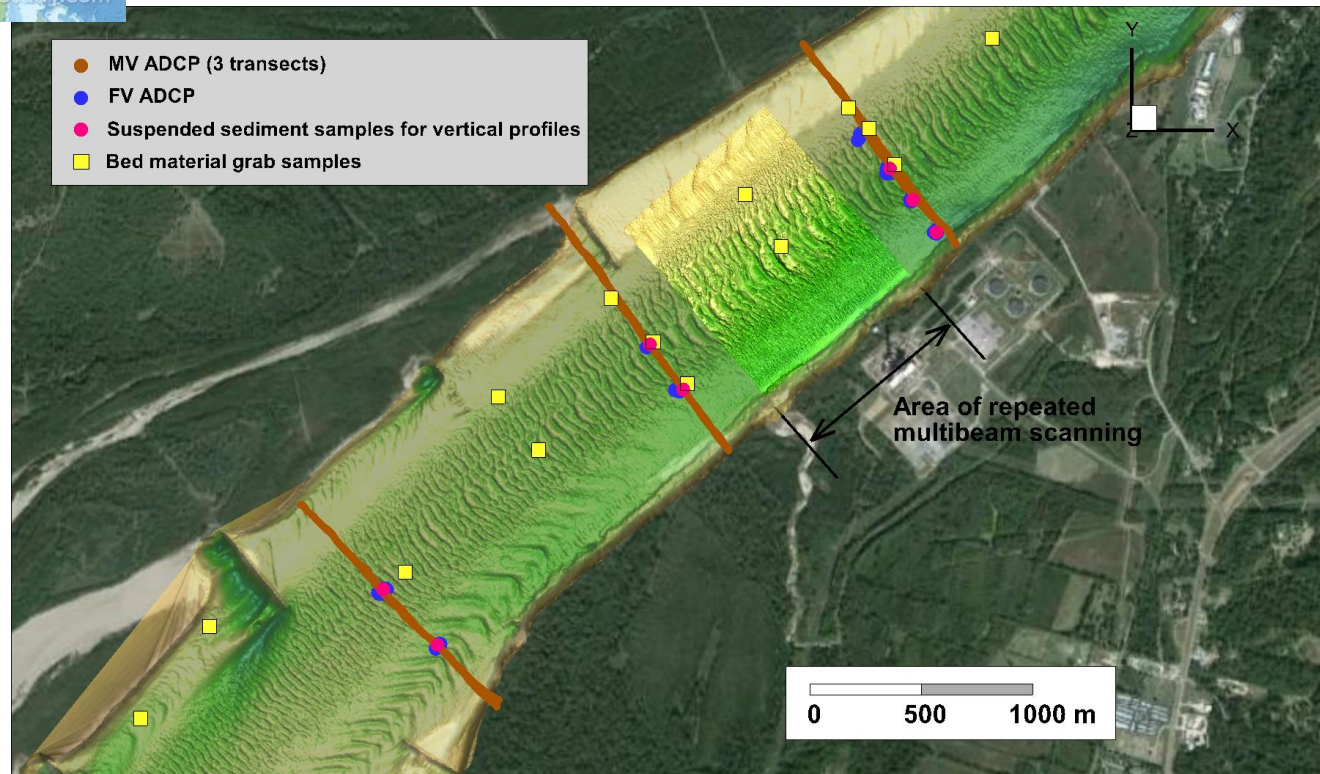 MV ADCP (3 transects)
FV ADCP
Suspended sediment samples for vertical profiles
Bed material grab samples
Y
Z
X
Area of repeated
multibeam scanning
0 500 1000 m